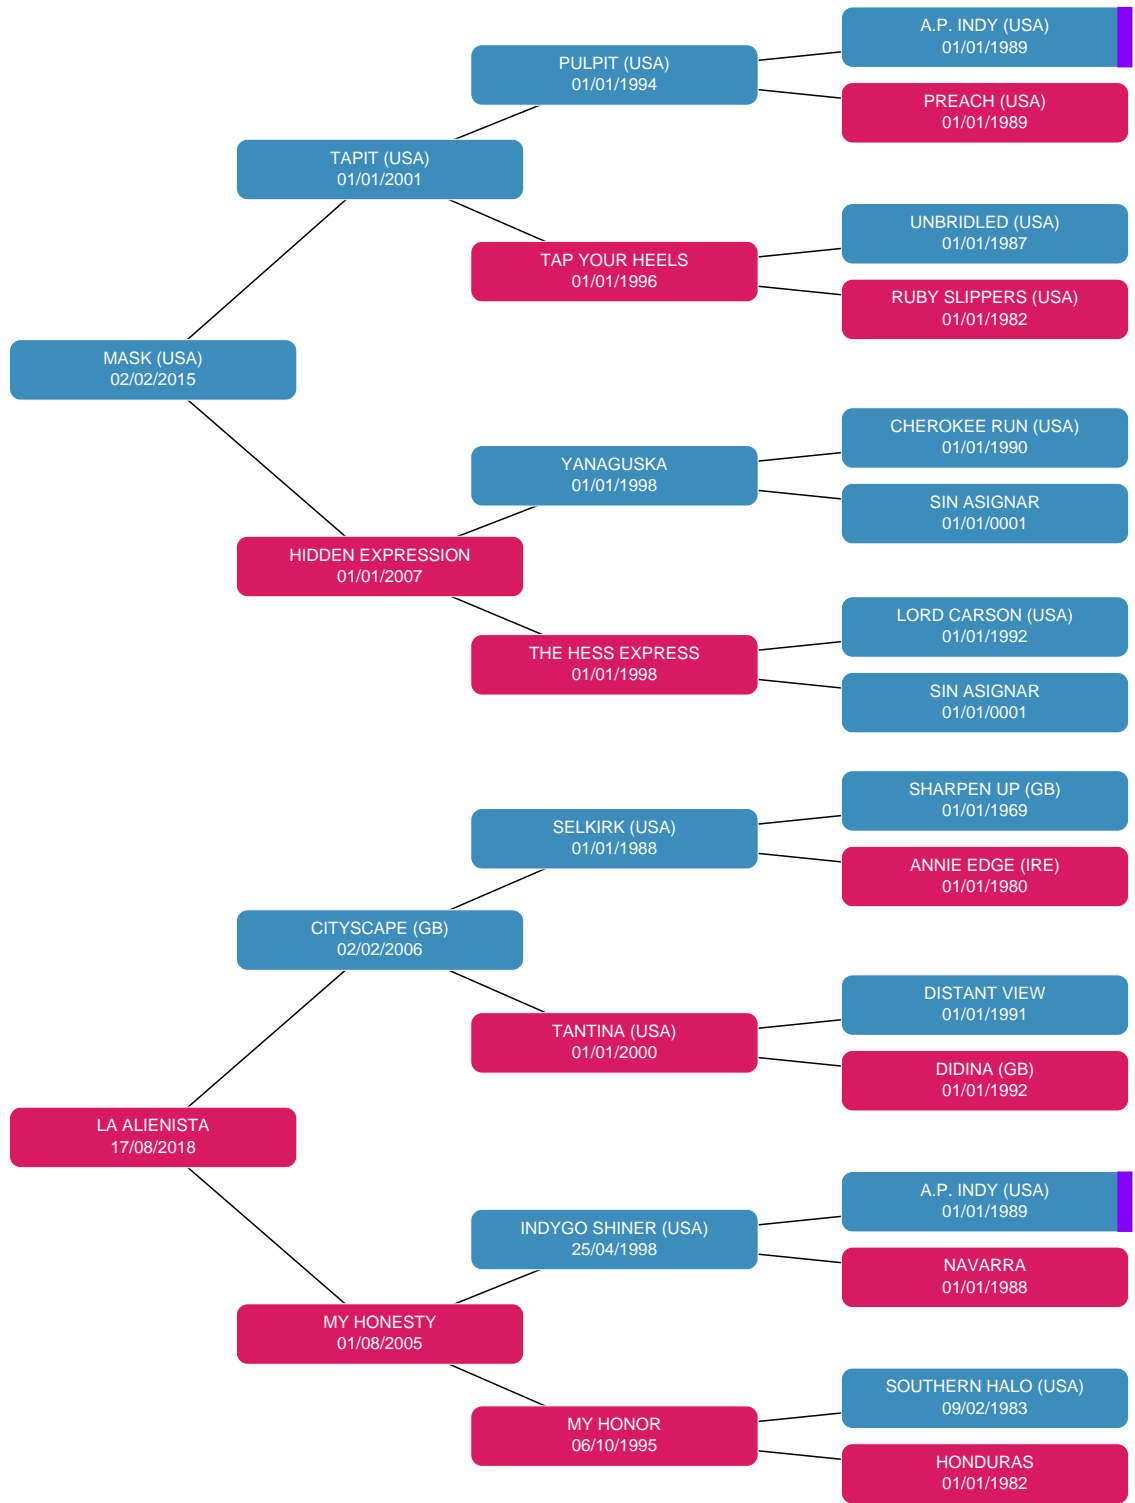 A.P. INDY (USA)
01/01/1989
PULPIT (USA)
01/01/1994
PREACH (USA)
01/01/1989
TAPIT (USA)
01/01/2001
UNBRIDLED (USA)
01/01/1987
TAP YOUR HEELS
01/01/1996
RUBY SLIPPERS (USA)
01/01/1982
MASK (USA)
02/02/2015
CHEROKEE RUN (USA)
01/01/1990
YANAGUSKA
01/01/1998
SIN ASIGNAR
01/01/0001
HIDDEN EXPRESSION
01/01/2007
LORD CARSON (USA)
01/01/1992
THE HESS EXPRESS
01/01/1998
SIN ASIGNAR
01/01/0001
SHARPEN UP (GB)
01/01/1969
SELKIRK (USA)
01/01/1988
ANNIE EDGE (IRE)
01/01/1980
CITYSCAPE (GB)
02/02/2006
DISTANT VIEW
01/01/1991
TANTINA (USA)
01/01/2000
DIDINA (GB)
01/01/1992
LA ALIENISTA
17/08/2018
A.P. INDY (USA)
01/01/1989
INDYGO SHINER (USA)
25/04/1998
NAVARRA
01/01/1988
MY HONESTY
01/08/2005
SOUTHERN HALO (USA)
09/02/1983
MY HONOR
06/10/1995
HONDURAS
01/01/1982